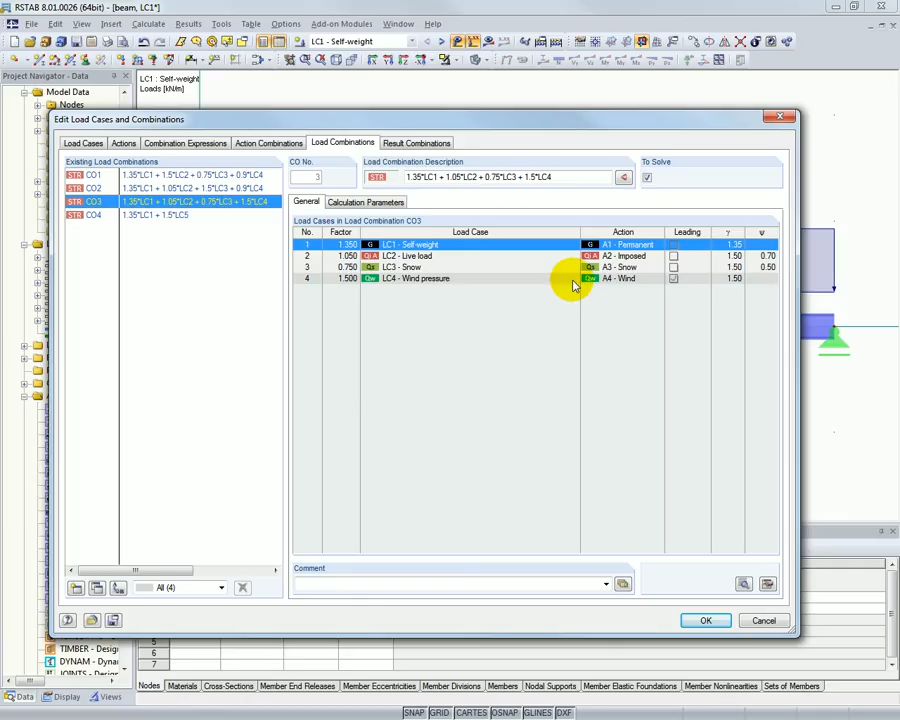 RSTAB 8.01.0026 (64bit) - [beam, LC1*]
File Edit View Insert Calculate Results Tools Table Options Add-on Modules Window Help
LC1 - Self-weight
Project Navigator - Data
Model Data
Nodes
LC1 : Self-weight
Loads [kN/m]
Edit Load Cases and Combinations
Load Cases Actions Combination Expressions Action Combinations Load Combinations Result Combinations
Existing Load Combinations
STR CO1 1.35*LC1 + 1.5*LC2 + 0.75*LC3 + 0.9*LC4
STR CO2 1.35*LC1 + 1.05*LC2 + 1.5*LC3 + 0.9*LC4
STR CO3 1.35*LC1 + 1.05*LC2 + 0.75*LC3 + 1.5*LC4
STR CO4 1.35*LC1 + 1.5*LC5
CO No.
3
Load Combination Description
STR 1.35*LC1 + 1.05*LC2 + 0.75*LC3 + 1.5*LC4
To Solve
General Calculation Parameters
Load Cases in Load Combination CO3
No. Factor Load Case Action Leading γ ψ
1 1.350 G LC1 - Self-weight G A1 - Permanent 1.35
2 1.050 Qi A LC2 - Live load Qi A A2 - Imposed 1.50 0.70
3 0.750 Qs LC3 - Snow Qs A3 - Snow 1.50 0.50
4 1.500 Qw LC4 - Wind pressure Qw A4 - Wind 1.50
All (4)
Comment
OK Cancel
TIMBER - Design
DYNAM - Dyna
5
6
7
Data Display Views
Nodes Materials Cross-Sections Member End Releases Member Eccentricities Member Divisions Members Nodal Supports Member Elastic Foundations Member Nonlinearities Sets of Members
SNAP GRID CARTES OSNAP GLINES DXF